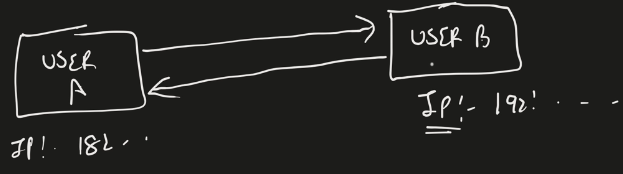 USER
A
USER B
IP:- 182. .
IP:- 192: - - - -